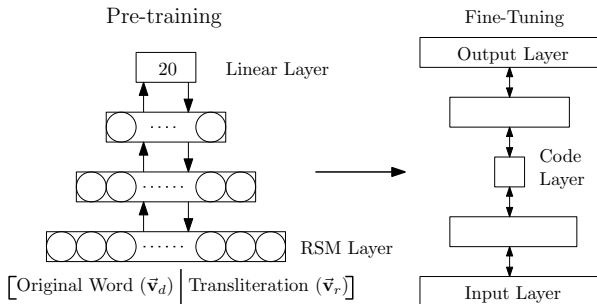 Pre-training
20
Linear Layer
RSM Layer
[Original Word (v⃗_d) | Transliteration (v⃗_r)]
Fine-Tuning
Output Layer
Code
Layer
Input Layer